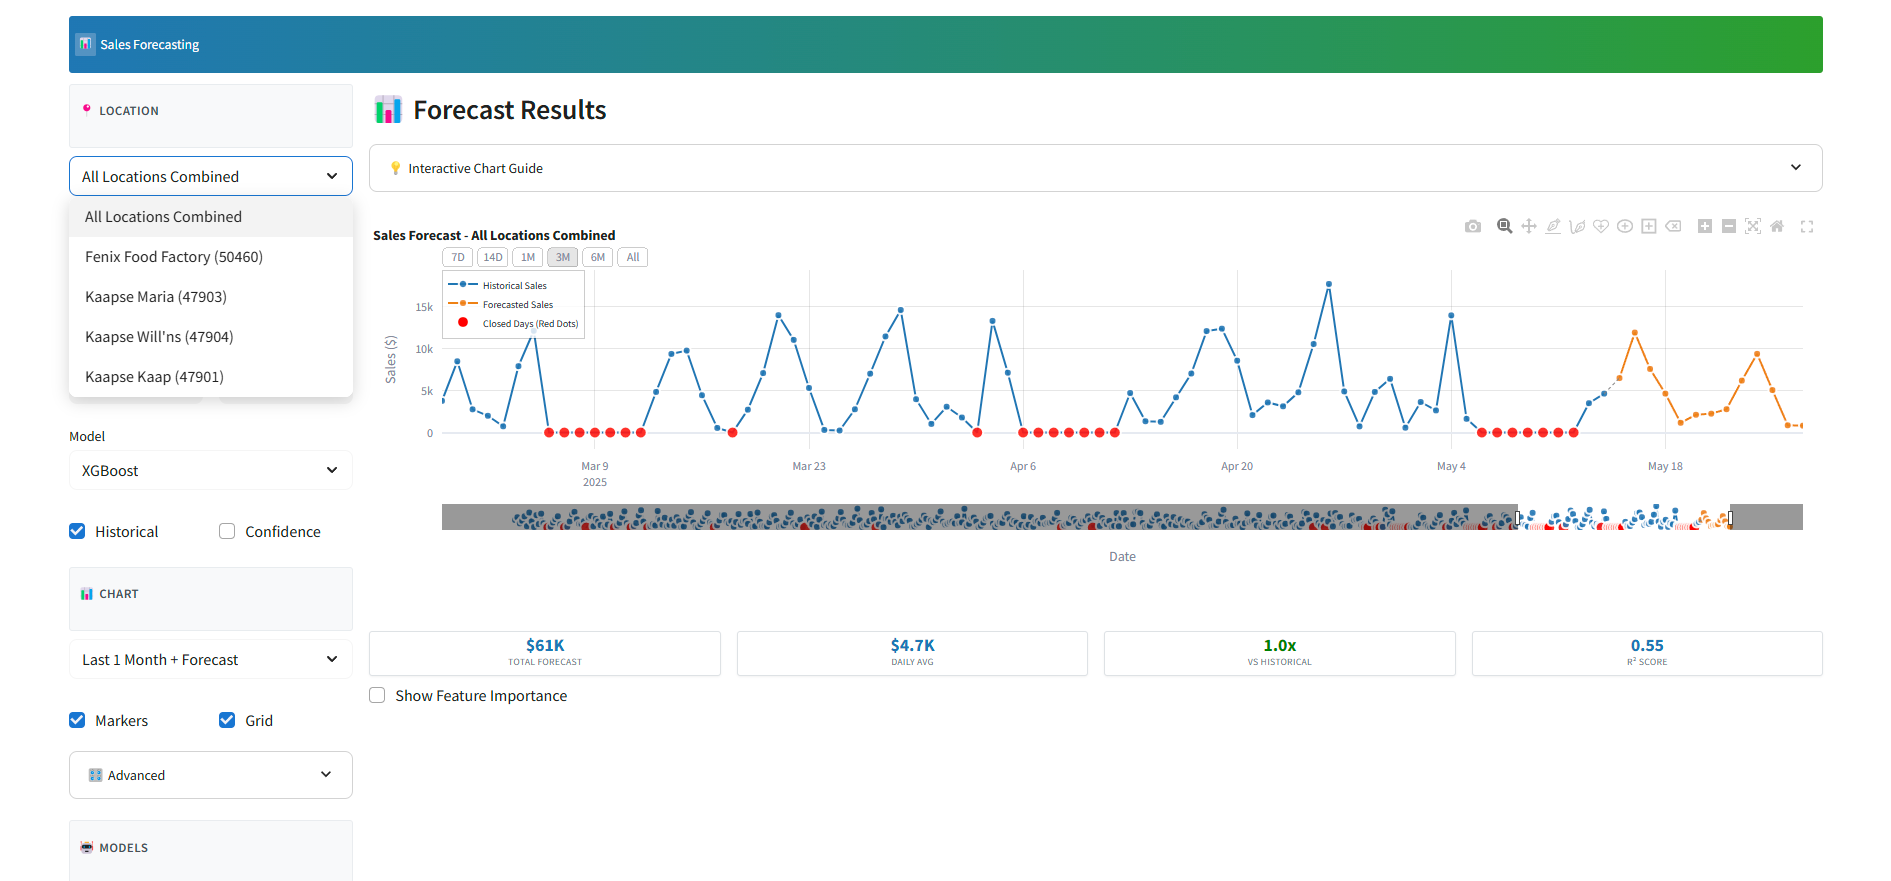 Sales Forecasting
LOCATION
All Locations Combined
All Locations Combined
Fenix Food Factory (50460)
Kaapse Maria (47903)
Kaapse Will'ns (47904)
Kaapse Kaap (47901)
Model
XGBoost
Historical
Confidence
CHART
Last 1 Month + Forecast
Markers
Grid
Advanced
MODELS
Forecast Results
Interactive Chart Guide
Sales Forecast - All Locations Combined
7D 14D 1M 3M 6M All
Historical Sales
Forecasted Sales
Closed Days (Red Dots)
Sales ($)
15k
10k
5k
0
Mar 9
2025
Mar 23
Apr 6
Apr 20
May 4
May 18
Date
$61K
TOTAL FORECAST
$4.7K
DAILY AVG
1.0x
VS HISTORICAL
0.55
R² SCORE
Show Feature Importance